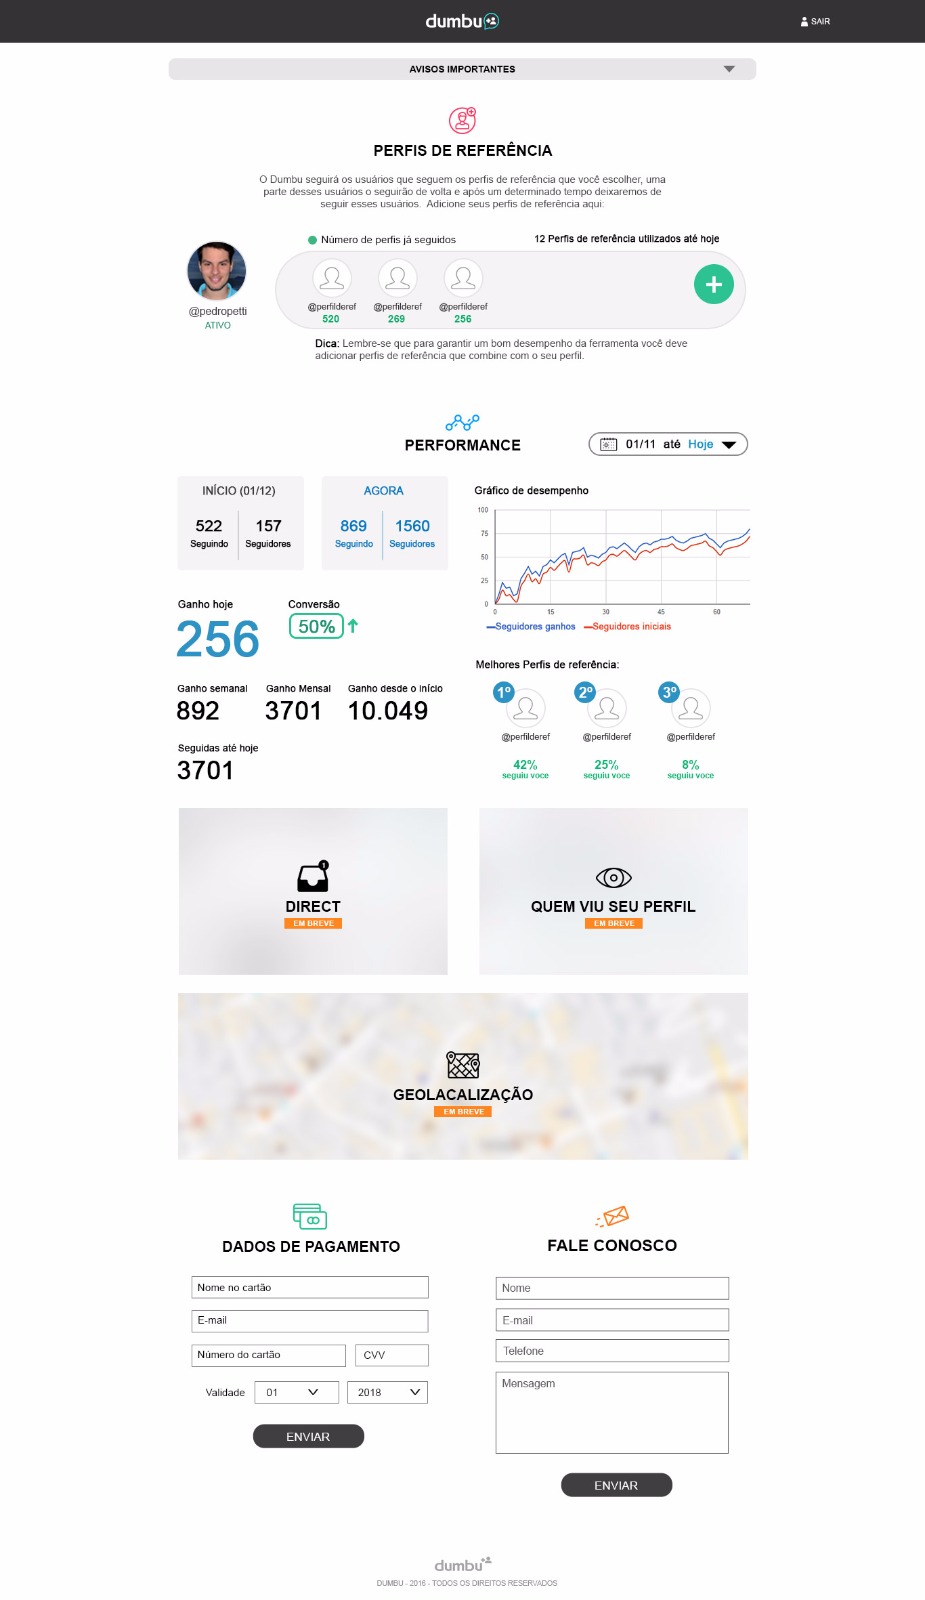 dumbu
SAIR
AVISOS IMPORTANTES
PERFIS DE REFERÊNCIA
O Dumbu seguirá os usuários que seguem os perfis de referência que você escolher, uma
parte desses usuários o seguirão de volta e após um determinado tempo deixaremos de
seguir esses usuários. Adicione seus perfis de referência aqui:
Número de perfis já seguidos
12 Perfis de referência utilizados até hoje
@perfilderef @perfilderef @perfilderef
520 269 256
@pedropetti
ATIVO
Dica: Lembre-se que para garantir um bom desempenho da ferramenta você deve
adicionar perfis de referência que combine com o seu perfil.
PERFORMANCE
01/11 até Hoje
INÍCIO (01/12)
522 157
Seguindo Seguidores
AGORA
869 1560
Seguindo Seguidores
Gráfico de desempenho
100
75
50
25
0
0 15 30 45 60
Seguidores ganhos Seguidores iniciais
Ganho hoje
256
Conversão
50%
Ganho semanal Ganho Mensal Ganho desde o Início
892 3701 10.049
Seguidas até hoje
3701
Melhores Perfis de referência:
1º 2º 3º
@perfilderef @perfilderef @perfilderef
42% 25% 8%
seguiu voce seguiu voce seguiu voce
1
DIRECT
EM BREVE
QUEM VIU SEU PERFIL
EM BREVE
GEOLACALIZAÇÃO
EM BREVE
DADOS DE PAGAMENTO
Nome no cartão
E-mail
Número do cartão CVV
Validade 01 2018
ENVIAR
FALE CONOSCO
Nome
E-mail
Telefone
Mensagem
ENVIAR
dumbu
DUMBU - 2016 - TODOS OS DIREITOS RESERVADOS